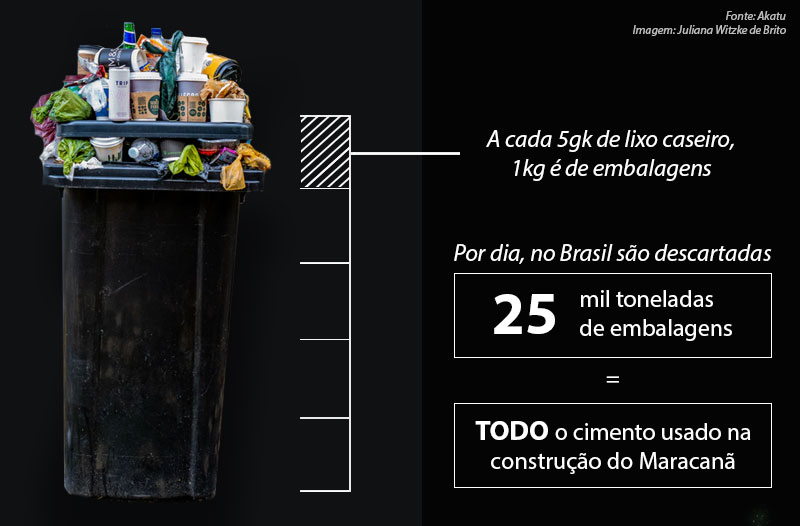 Fonte: Akatu
Imagem: Juliana Witzke de Brito
A cada 5gk de lixo caseiro,
1kg é de embalagens
Por dia, no Brasil são descartadas
25 mil toneladas
de embalagens
=
TODO o cimento usado na
construção do Maracanã
TRIP